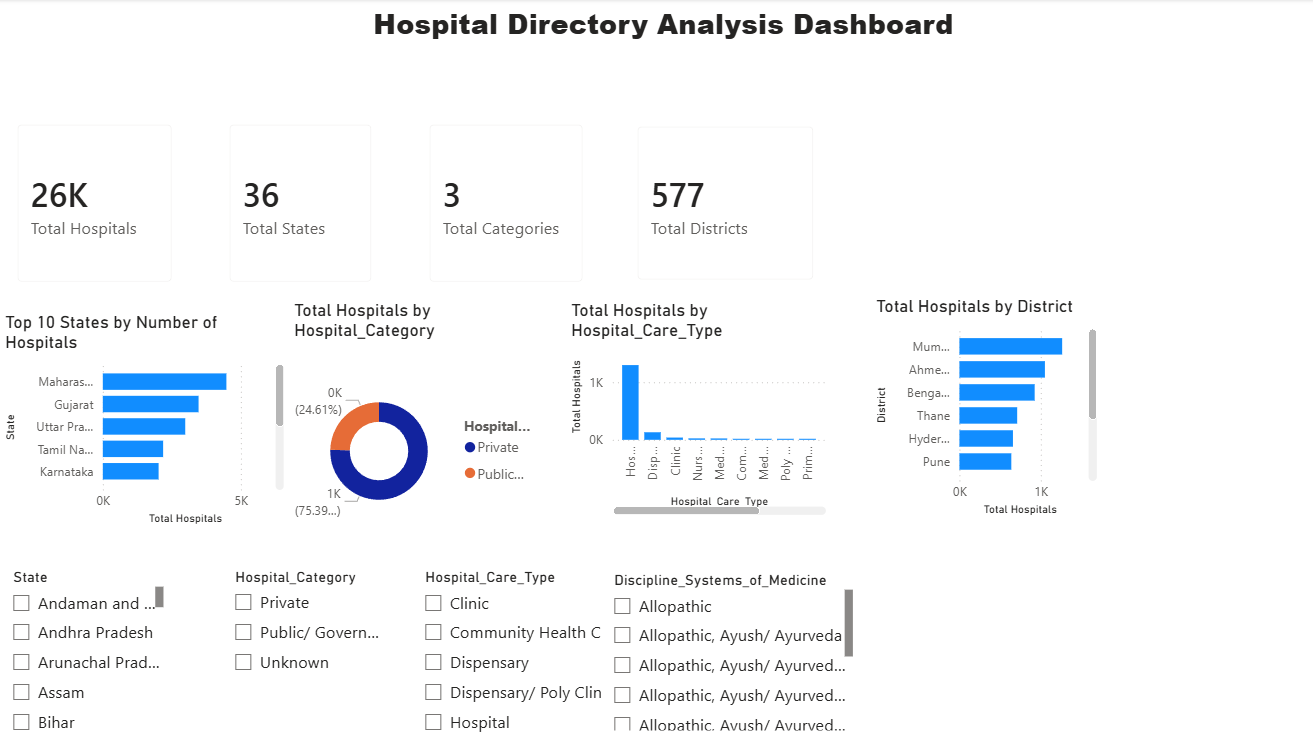 Hospital Directory Analysis Dashboard
26K
Total Hospitals
36
Total States
3
Total Categories
577
Total Districts
Top 10 States by Number of
Hospitals
State
Maharas...
Gujarat
Uttar Pra...
Tamil Na...
Karnataka
0K
5K
Total Hospitals
Total Hospitals by
Hospital_Category
0K
(24.61%)
1K
(75.39...)
Hospital...
Private
Public...
Total Hospitals by
Hospital_Care_Type
Total Hospitals
1K
0K
Hos...
Disp...
Clinic
Nurs...
Med...
Com...
Med...
Poly ...
Prim...
Hospital_Care_Type
Total Hospitals by District
District
Mum...
Ahme...
Benga...
Thane
Hyder...
Pune
0K
1K
Total Hospitals
State
Andaman and ...
Andhra Pradesh
Arunachal Prad...
Assam
Bihar
Hospital_Category
Private
Public/ Govern...
Unknown
Hospital_Care_Type
Clinic
Community Health C
Dispensary
Dispensary/ Poly Clin
Hospital
Discipline_Systems_of_Medicine
Allopathic
Allopathic, Ayush/ Ayurveda
Allopathic, Ayush/ Ayurved...
Allopathic, Ayush/ Ayurved...
Allopathic, Ayush/ Ayurved...